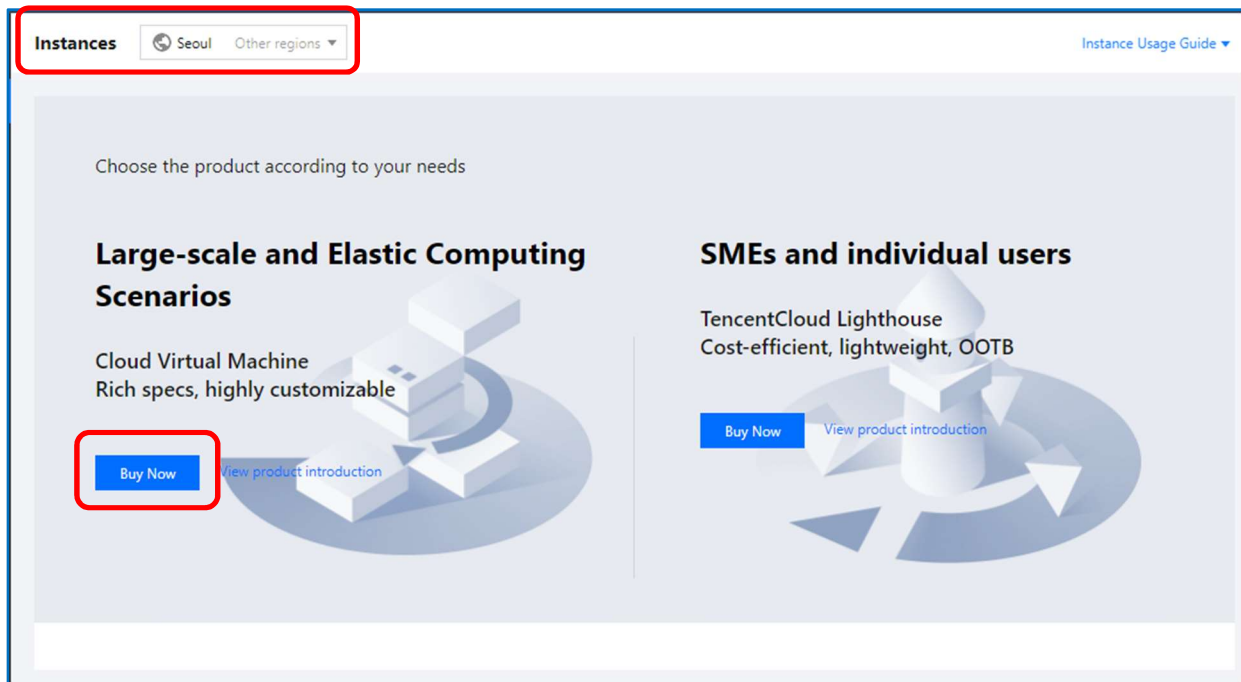 Instances Seoul Other regions
Instance Usage Guide
Choose the product according to your needs
Large-scale and Elastic Computing
Scenarios
Cloud Virtual Machine
Rich specs, highly customizable
Buy Now View product introduction
SMEs and individual users
TencentCloud Lighthouse
Cost-efficient, lightweight, OOTB
Buy Now View product introduction